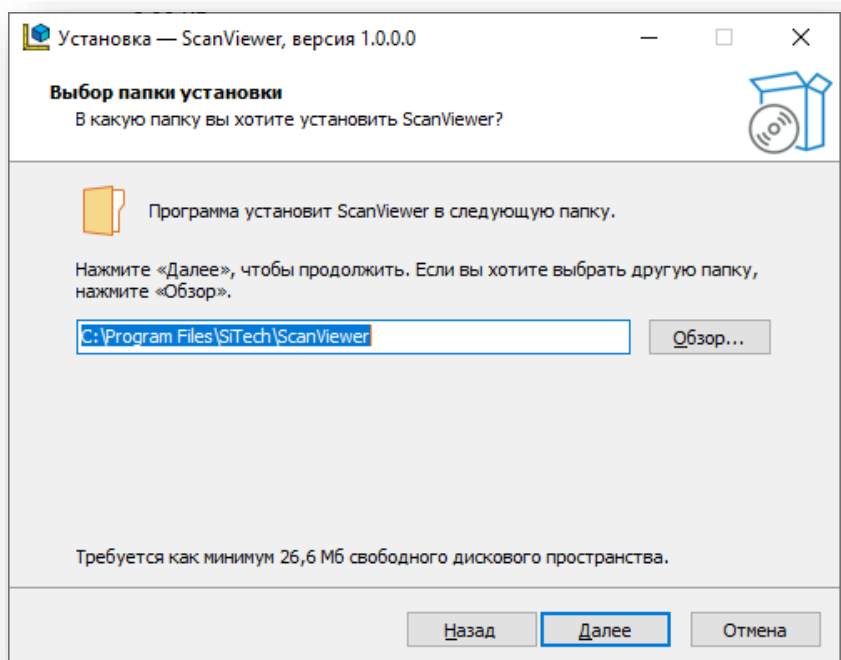 Установка — ScanViewer, версия 1.0.0.0
Выбор папки установки
В какую папку вы хотите установить ScanViewer?
Программа установит ScanViewer в следующую папку.
Нажмите «Далее», чтобы продолжить. Если вы хотите выбрать другую папку,
нажмите «Обзор».
C:\Program Files\SiTech\ScanViewer
Обзор...
Требуется как минимум 26,6 Мб свободного дискового пространства.
Назад
Далее
Отмена